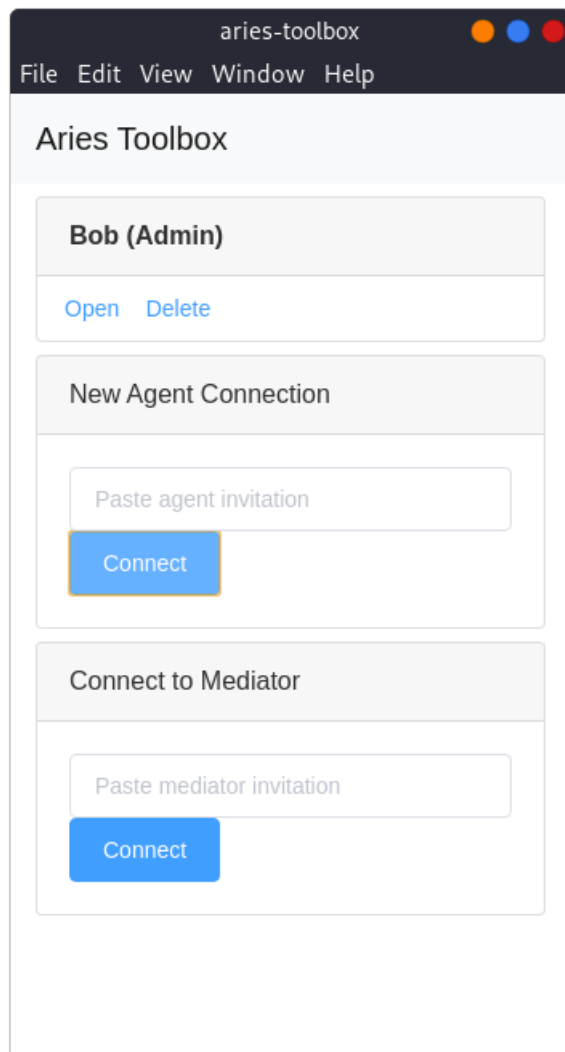 aries-toolbox
File Edit View Window Help
Aries Toolbox
Bob (Admin)
Open Delete
New Agent Connection
Paste agent invitation
Connect
Connect to Mediator
Paste mediator invitation
Connect